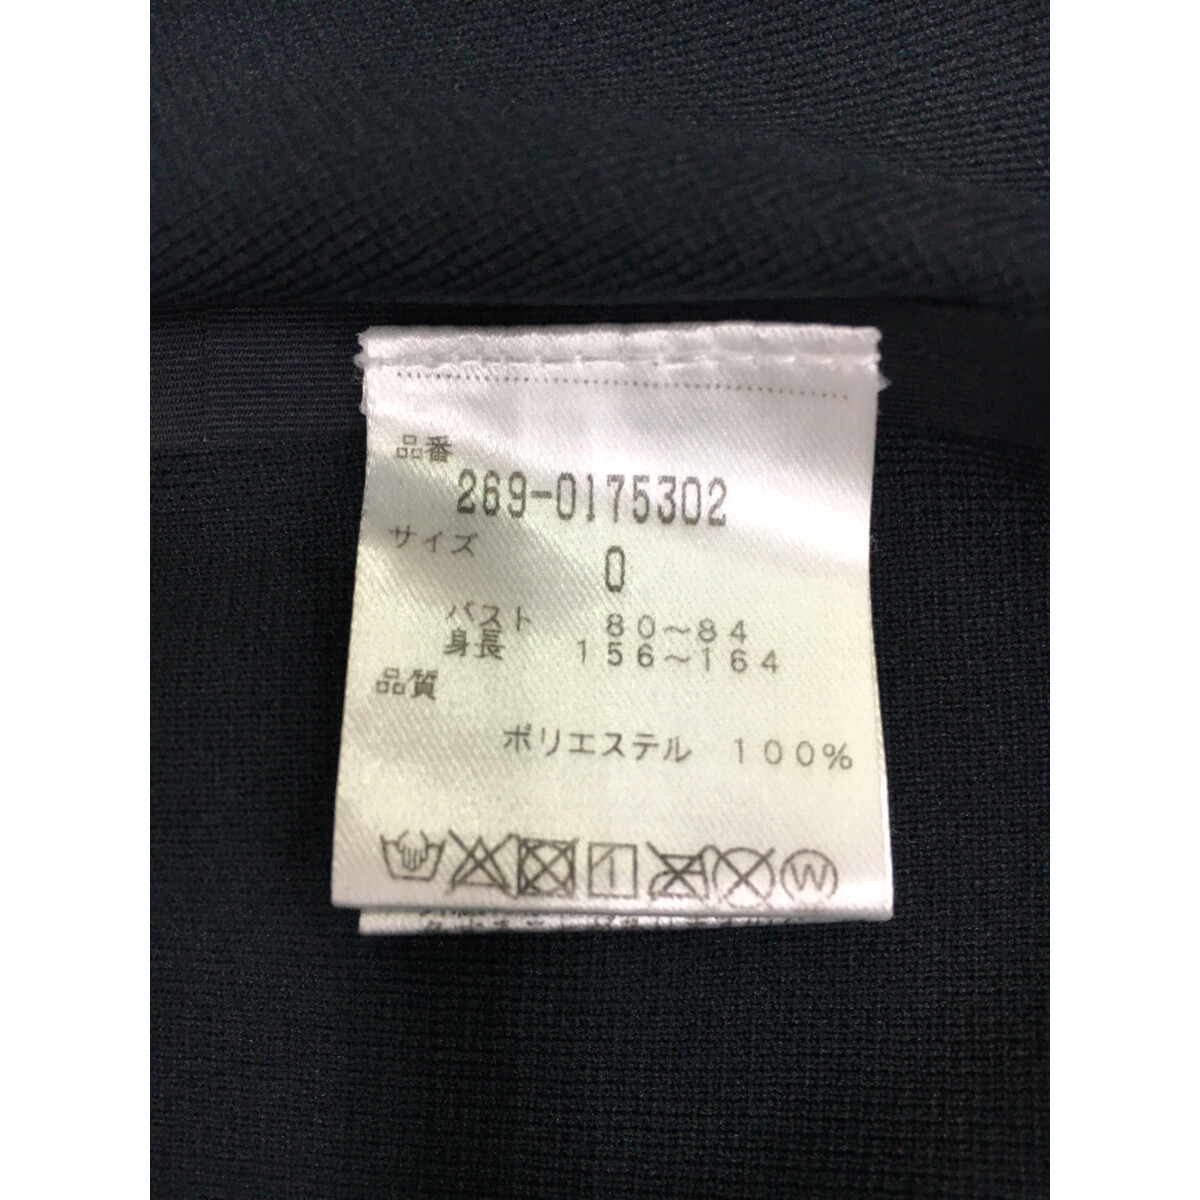 品番
269-0175302
サイズ
0
バスト 80～84
身長 156～164
品質
ポリエステル 100%
W